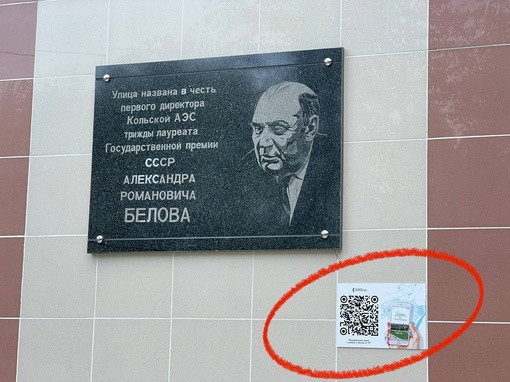 Улица названа в честь
первого директора
Кольской АЭС
трижды лауреата
Государственной премии
СССР
АЛЕКСАНДРА
РОМАНОВИЧА
БЕЛОВА